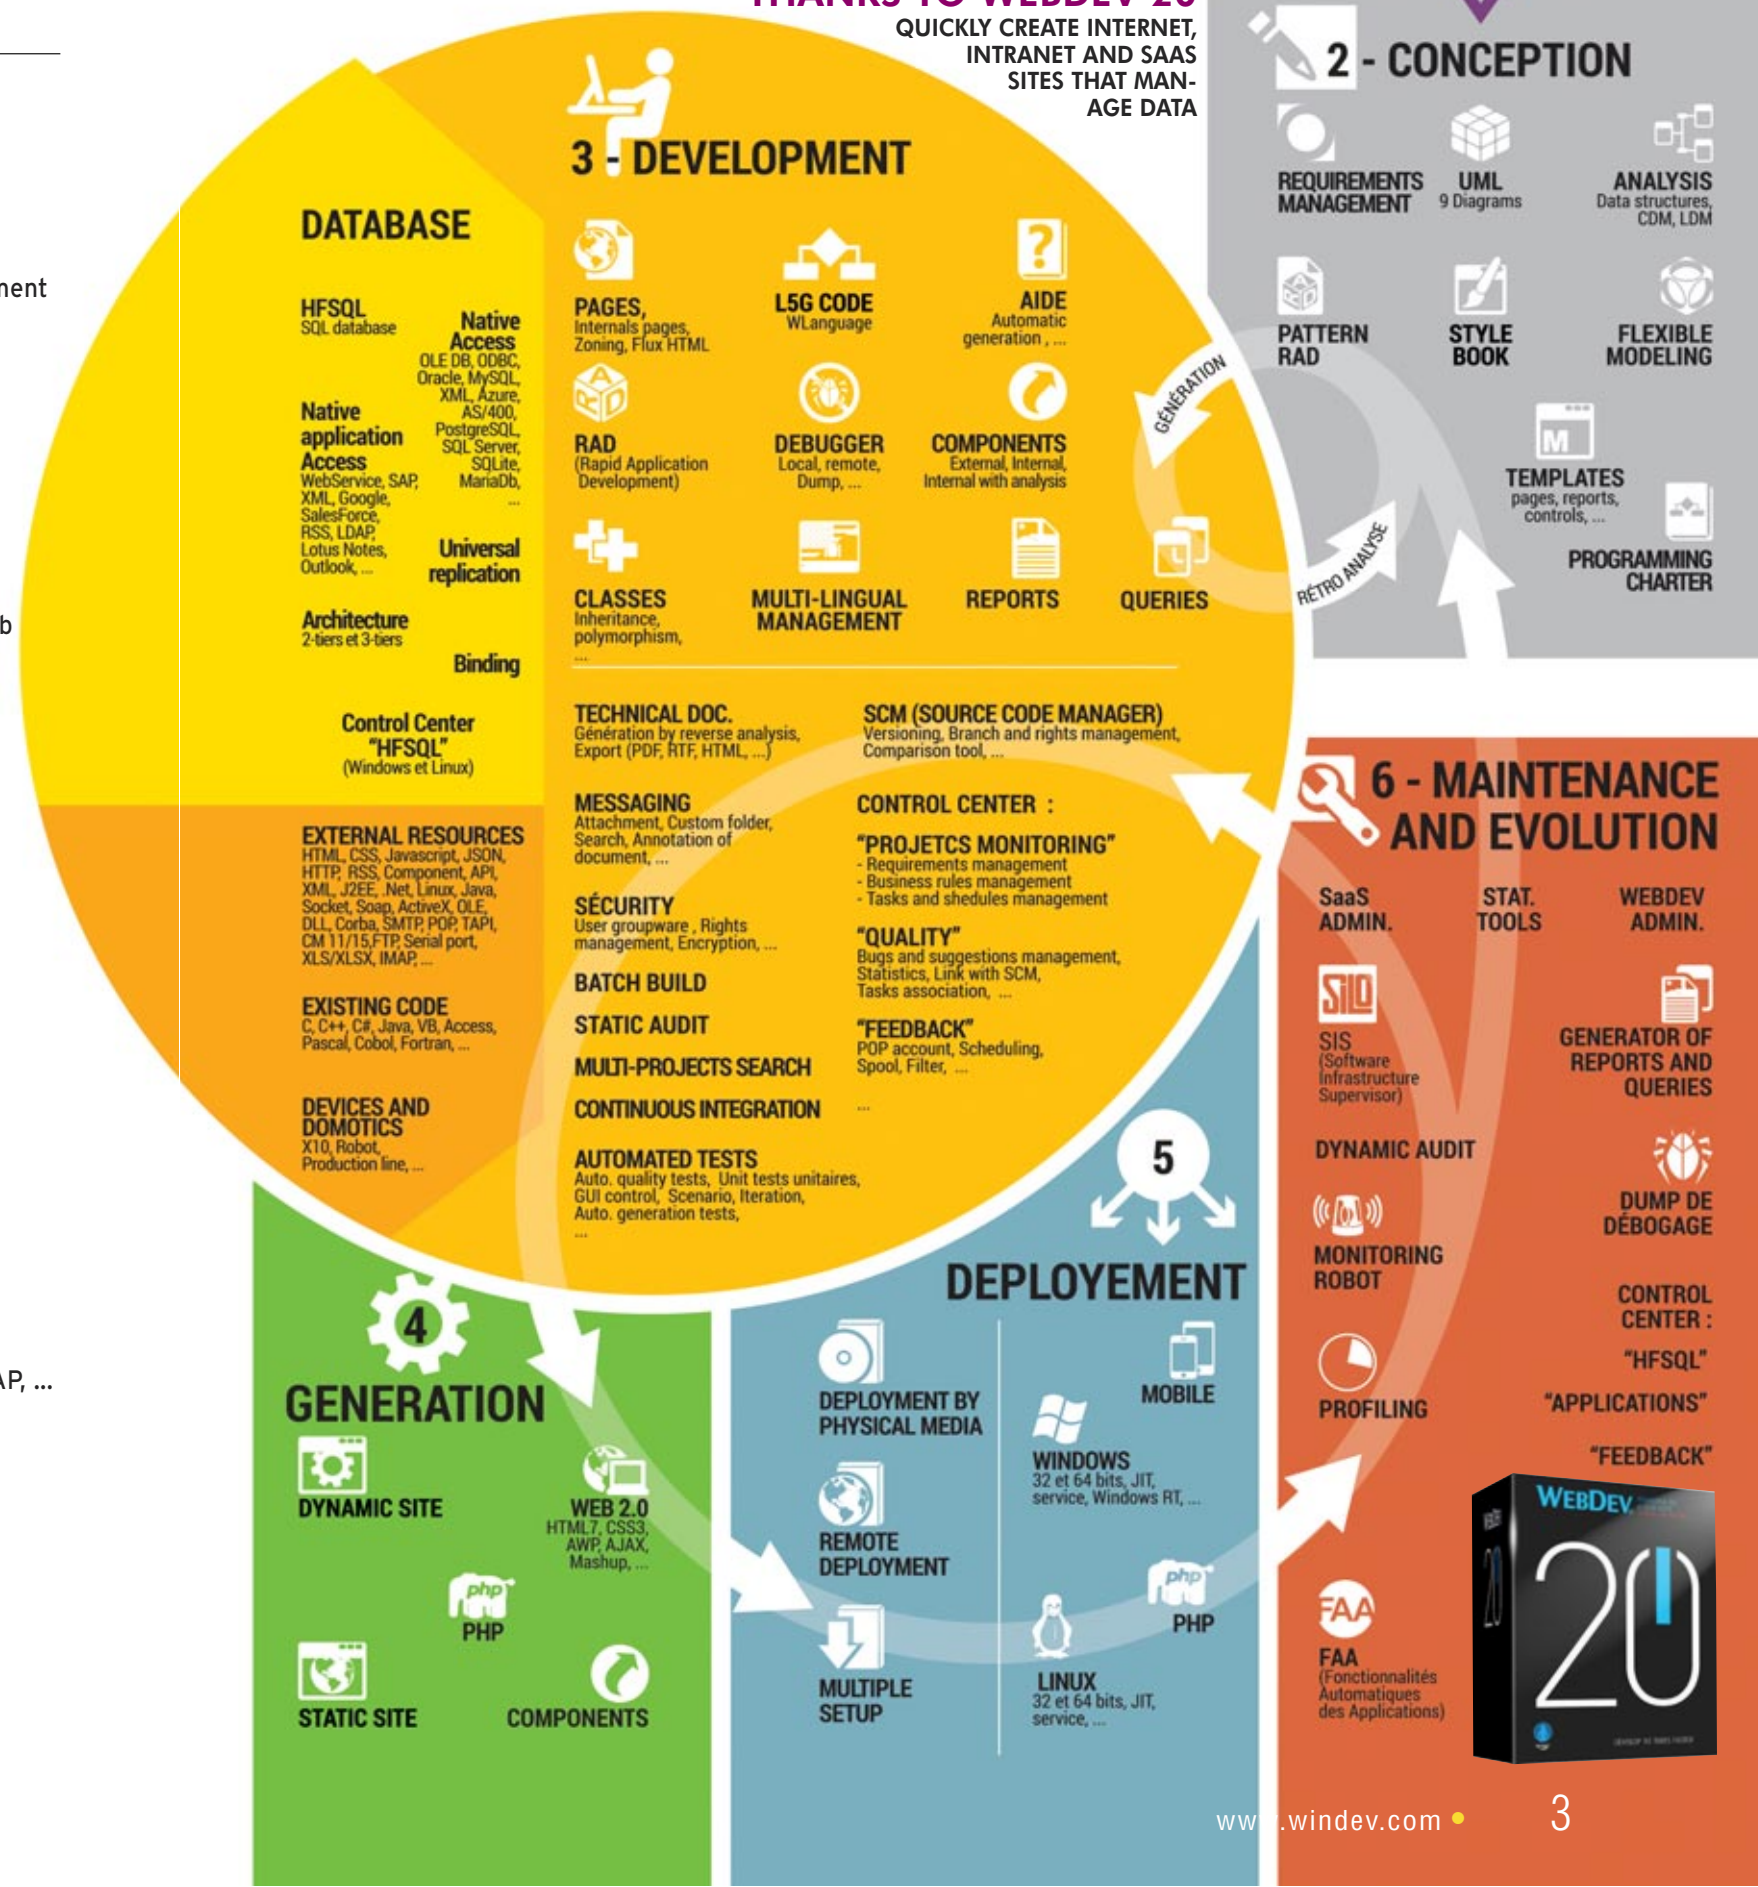 THANKS TO WEBDEV 20
QUICKLY CREATE INTERNET,
INTRANET AND SAAS
SITES THAT MAN-
AGE DATA
ment
b
AP, ...
2 - CONCEPTION
REQUIREMENTS
MANAGEMENT
UML
9 Diagrams
ANALYSIS
Data structures,
CDM, LDM
PATTERN
RAD
STYLE
BOOK
FLEXIBLE
MODELING
M
TEMPLATES
pages, reports,
controls, ...
PROGRAMMING
CHARTER
GÉNÉRATION
RÉTRO ANALYSE
3 - DEVELOPMENT
PAGES,
Internals pages,
Zoning, Flux HTML
L5G CODE
WLanguage
?
AIDE
Automatic
generation , ...
RAD
(Rapid Application
Development)
DEBUGGER
Local, remote,
Dump, ...
COMPONENTS
External, Internal,
Internal with analysis
CLASSES
Inheritance,
polymorphism,
...
MULTI-LINGUAL
MANAGEMENT
REPORTS
QUERIES
TECHNICAL DOC.
Génération by reverse analysis,
Export (PDF, RTF, HTML, ...)
MESSAGING
Attachment, Custom folder,
Search, Annotation of
document, ...
SÉCURITY
User groupware , Rights
management, Encryption, ...
BATCH BUILD
STATIC AUDIT
MULTI-PROJECTS SEARCH
CONTINUOUS INTEGRATION
AUTOMATED TESTS
Auto. quality tests, Unit tests unitaires,
GUI control, Scenario, Iteration,
Auto. generation tests,
...
SCM (SOURCE CODE MANAGER)
Versioning, Branch and rights management,
Comparison tool, ...
CONTROL CENTER :
"PROJETCS MONITORING"
- Requirements management
- Business rules management
- Tasks and shedules management
"QUALITY"
Bugs and suggestions management,
Statistics, Link with SCM,
Tasks association, ...
"FEEDBACK"
POP account, Scheduling,
Spool, Filter, ...
...
DATABASE
HFSQL
SQL database
Native
Access
OLE DB, ODBC,
Oracle, MySQL,
XML, Azure,
AS/400,
PostgreSQL,
SQL Server,
SQLite,
MariaDb,
...
Native
application
Access
WebService, SAP,
XML, Google,
SalesForce,
RSS, LDAP,
Lotus Notes,
Outlook, ...
Universal
replication
Architecture
2-tiers et 3-tiers
Binding
Control Center
"HFSQL"
(Windows et Linux)
EXTERNAL RESOURCES
HTML, CSS, Javascript, JSON,
HTTP, RSS, Component, API,
XML, J2EE, .Net, Linux, Java,
Socket, Soap, ActiveX, OLE,
DLL, Corba, SMTP, POP, TAPI,
CM 11/15,FTP, Serial port,
XLS/XLSX, IMAP, ...
EXISTING CODE
C, C++, C#, Java, VB, Access,
Pascal, Cobol, Fortran, ...
DEVICES AND
DOMOTICS
X10, Robot,
Production line, ...
4
GENERATION
DYNAMIC SITE
WEB 2.0
HTML7, CSS3,
AWP, AJAX,
Mashup, ...
php
PHP
STATIC SITE
COMPONENTS
5
DEPLOYEMENT
DEPLOYMENT BY
PHYSICAL MEDIA
REMOTE
DEPLOYMENT
MULTIPLE
SETUP
MOBILE
WINDOWS
32 et 64 bits, JIT,
service, Windows RT, ...
php
PHP
LINUX
32 et 64 bits, JIT,
service, ...
6 - MAINTENANCE
AND EVOLUTION
SaaS
ADMIN.
STAT.
TOOLS
WEBDEV
ADMIN.
SILO
SIS
(Software
Infrastructure
Supervisor)
GENERATOR OF
REPORTS AND
QUERIES
DYNAMIC AUDIT
DUMP DE
DÉBOGAGE
MONITORING
ROBOT
CONTROL
CENTER :
"HFSQL"
"APPLICATIONS"
"FEEDBACK"
PROFILING
FAA
FAA
(Fonctionnalités
Automatiques
des Applications)
WEBDEV
20
20
www.windev.com • 3